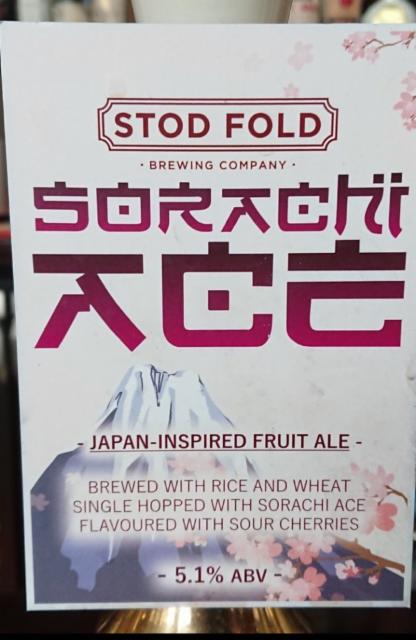 STOD FOLD
· BREWING COMPANY ·
SORACHI
ACE
- JAPAN-INSPIRED FRUIT ALE -
BREWED WITH RICE AND WHEAT
SINGLE HOPPED WITH SORACHI ACE
FLAVOURED WITH SOUR CHERRIES
- 5.1% ABV -